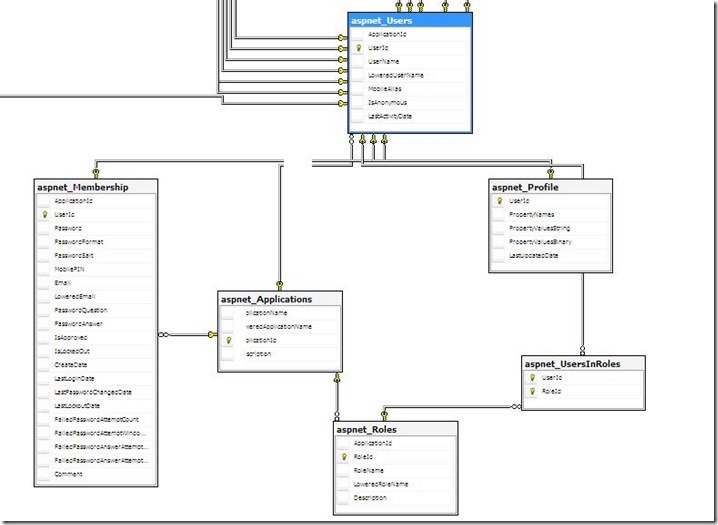 aspnet_Users
ApplicationId
UserId
UserName
LoweredUserName
MobileAlias
IsAnonymous
LastActivityDate
aspnet_Membership
ApplicationId
UserId
Password
PasswordFormat
PasswordSalt
MobilePIN
Email
LoweredEmail
PasswordQuestion
PasswordAnswer
IsApproved
IsLockedOut
CreateDate
LastLoginDate
LastPasswordChangedDate
LastLockoutDate
FailedPasswordAttemptCount
FailedPasswordAttemptWindo...
FailedPasswordAnswerAttempt...
FailedPasswordAnswerAttempt...
Comment
aspnet_Profile
UserId
PropertyNames
PropertyValuesString
PropertyValuesBinary
LastUpdatedDate
aspnet_Applications
plicationName
weredApplicationName
plicationId
scription
aspnet_UsersInRoles
UserId
RoleId
aspnet_Roles
ApplicationId
RoleId
RoleName
LoweredRoleName
Description